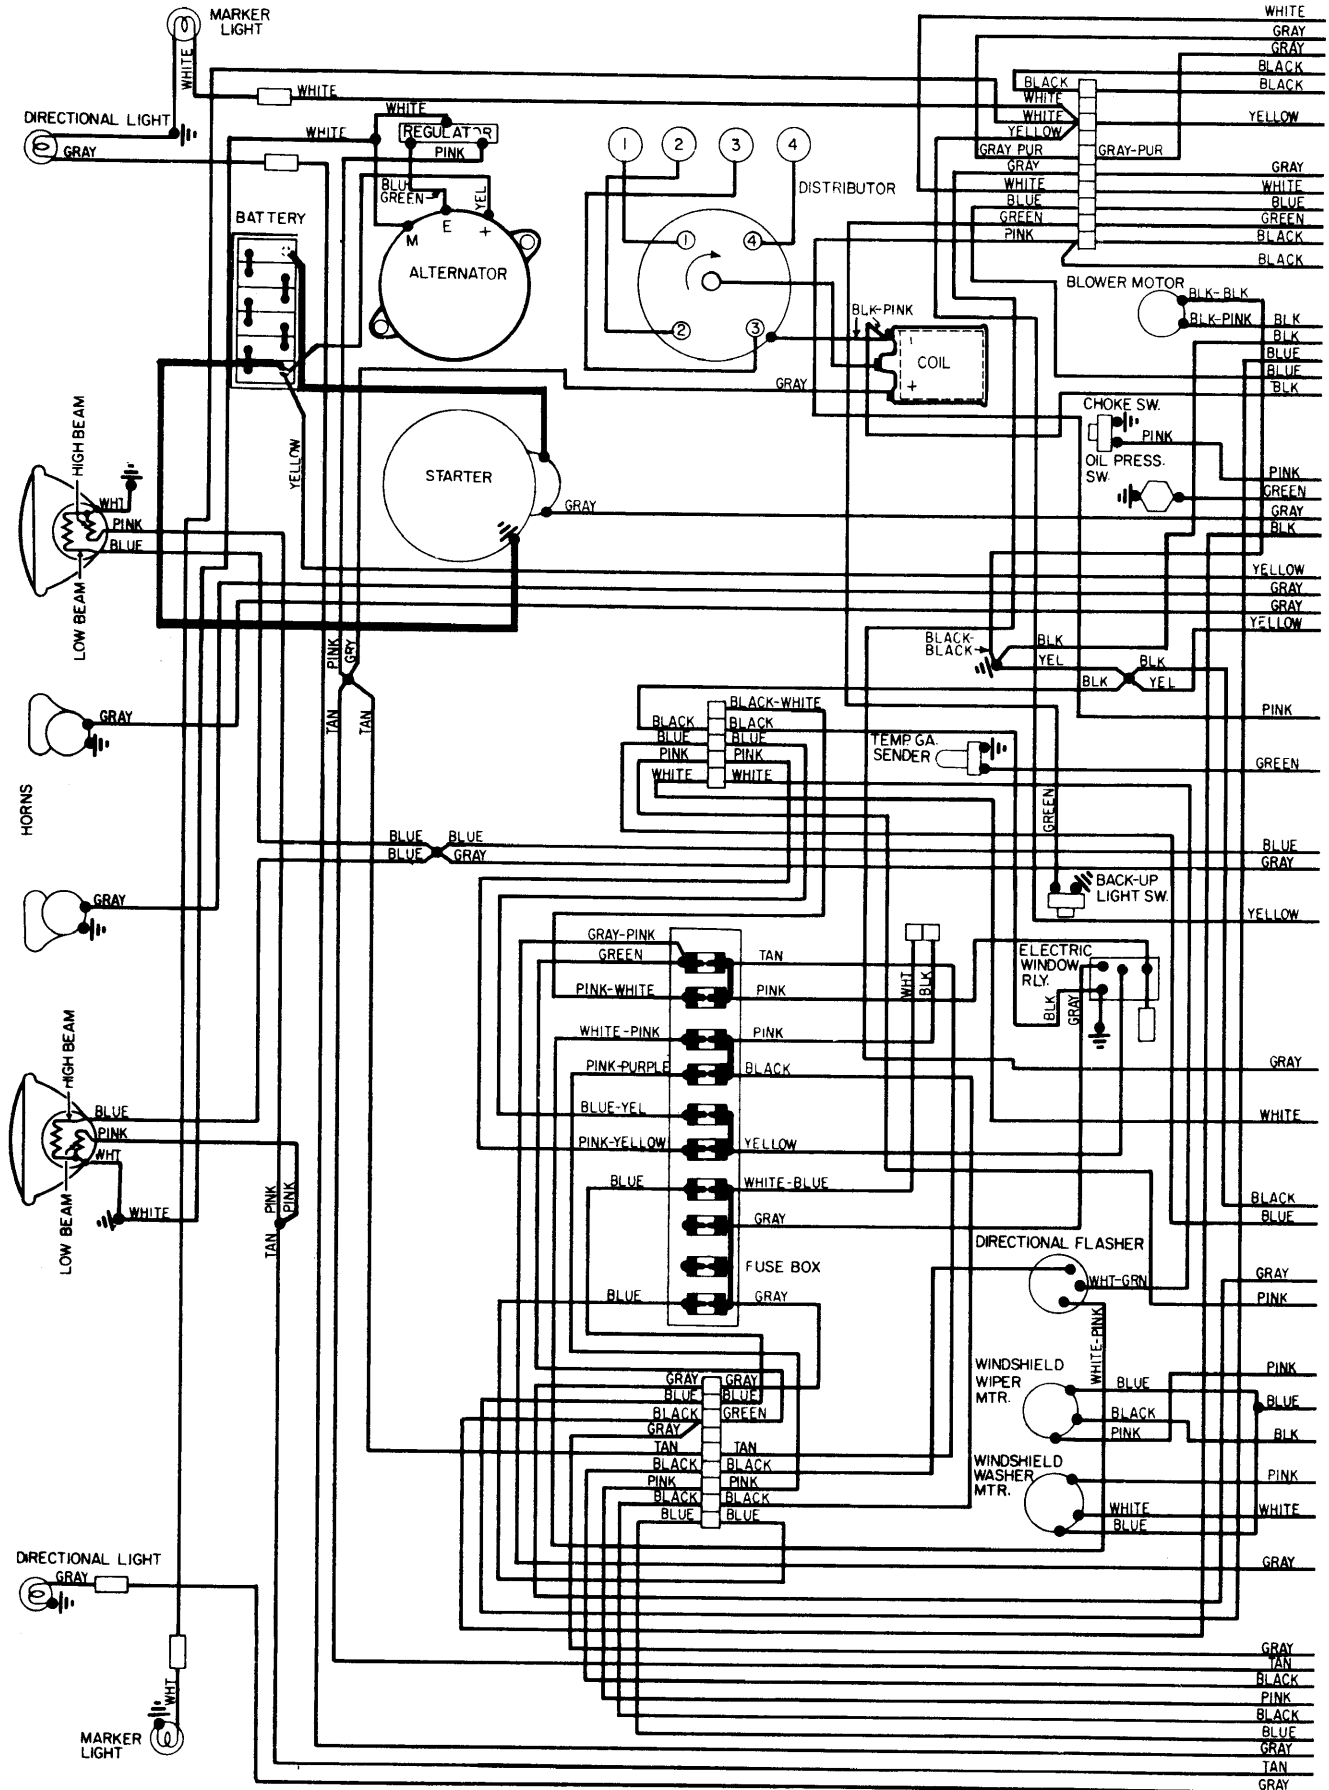 MARKER
LIGHT
WHITE
WHITE
DIRECTIONAL LIGHT
GRAY
WHITE
WHITE
REGULATOR
PINK
BLUE
GREEN
YEL
M
E
+
ALTERNATOR
BATTERY
1
2
3
4
DISTRIBUTOR
1
4
2
3
BLK-PINK
COIL
-
+
GRAY
STARTER
GRAY
YELLOW
WHITE
GRAY
GRAY
BLACK
BLACK
BLACK
WHITE
WHITE
YELLOW
YELLOW
GRAY PUR
GRAY-PUR
GRAY
GRAY
WHITE
WHITE
BLUE
BLUE
GREEN
GREEN
PINK
BLACK
BLACK
BLOWER MOTOR
BLK-BLK
BLK-PINK
BLK
BLK
BLUE
BLUE
BLK
CHOKE SW.
PINK
OIL PRESS.
SW.
PINK
GREEN
GRAY
BLK
YELLOW
GRAY
GRAY
YELLOW
HIGH BEAM
WHT
PINK
BLUE
LOW BEAM
PINK
GRY
TAN
TAN
BLACK-
BLACK
BLK
YEL
BLK
BLK
YEL
PINK
GRAY
HORNS
GRAY
BLACK-WHITE
BLACK
BLACK
BLUE
BLUE
PINK
PINK
WHITE
WHITE
TEMP. GA.
SENDER
GREEN
GREEN
BLUE
BLUE
BLUE
GRAY
BLUE
GRAY
BACK-UP
LIGHT SW.
YELLOW
GRAY-PINK
GREEN
TAN
PINK-WHITE
PINK
WHITE-PINK
PINK
PINK-PURPLE
BLACK
BLUE-YEL
PINK-YELLOW
YELLOW
BLUE
WHITE-BLUE
GRAY
FUSE BOX
BLUE
GRAY
WHT
BLK
ELECTRIC
WINDOW
RLY.
BLK
GRAY
GRAY
WHITE
BLACK
BLUE
HIGH BEAM
BLUE
PINK
WHT
LOW BEAM
WHITE
PINK
PINK
TAN
DIRECTIONAL FLASHER
WHT-GRN
WHITE-PINK
GRAY
PINK
WINDSHIELD
WIPER
MTR.
BLUE
BLACK
PINK
PINK
BLUE
BLK
WINDSHIELD
WASHER
MTR.
WHITE
BLUE
PINK
WHITE
GRAY
GRAY
BLUE
BLUE
BLACK
GREEN
GRAY
TAN
TAN
BLACK
BLACK
PINK
PINK
BLACK
BLACK
BLUE
BLUE
GRAY
DIRECTIONAL LIGHT
GRAY
WHT
MARKER
LIGHT
GRAY
TAN
BLACK
PINK
BLACK
BLUE
GRAY
TAN
GRAY